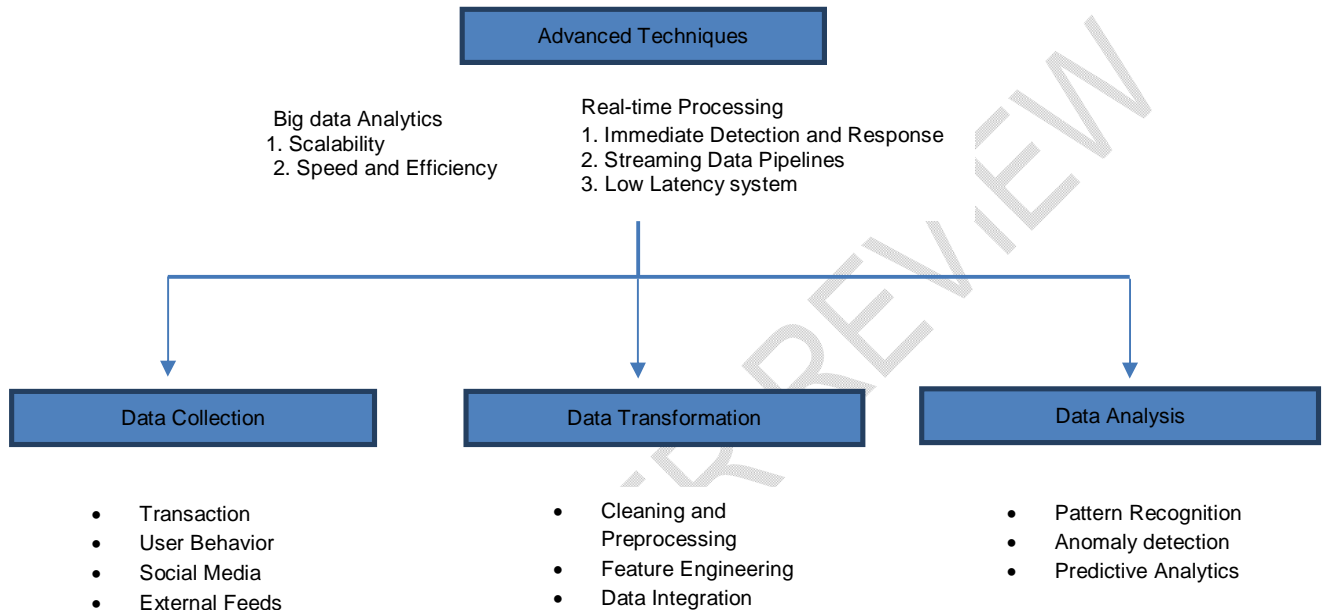 Advanced Techniques
Big data Analytics
1. Scalability
2. Speed and Efficiency
Real-time Processing
1. Immediate Detection and Response
2. Streaming Data Pipelines
3. Low Latency system
Data Collection
Data Transformation
Data Analysis
• Transaction
• User Behavior
• Social Media
• External Feeds
• Cleaning and
Preprocessing
• Feature Engineering
• Data Integration
• Pattern Recognition
• Anomaly detection
• Predictive Analytics
ER REVIEW